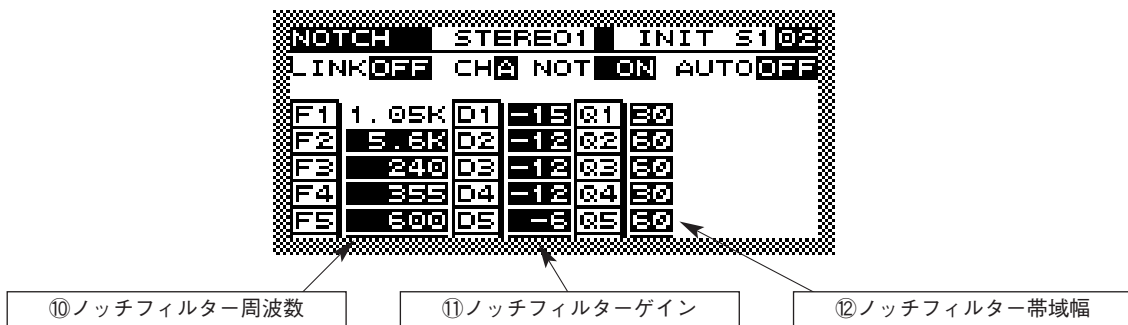 NOTCH STEREO1 INIT S1 02
LINK OFF CH A NOT ON AUTO OFF
F1 1.05K D1 -15 Q1 30
F2 5.6K D2 -12 Q2 60
F3 240 D3 -12 Q3 60
F4 355 D4 -12 Q4 30
F5 600 D5 -6 Q5 60
⑩ノッチフィルター周波数 ⑪ノッチフィルターゲイン ⑫ノッチフィルター帯域幅